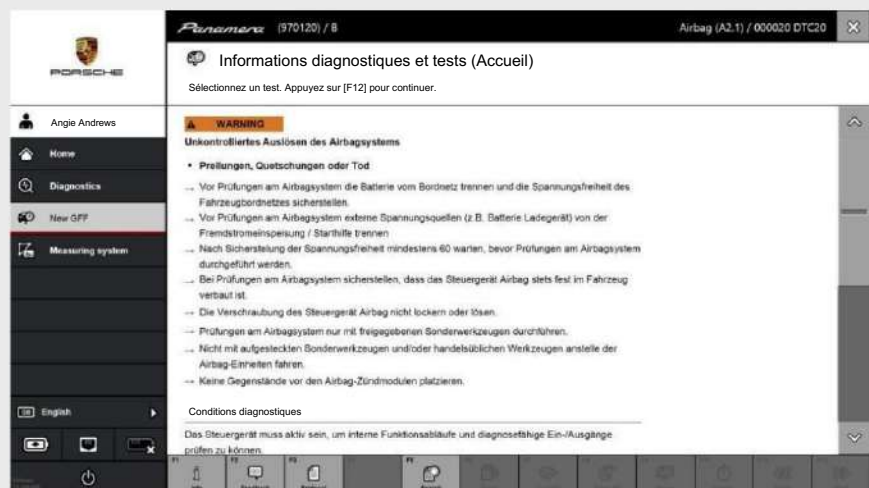 Panamera (970120) / 8
Airbag (A2.1) / 000020 DTC20
PORSCHE
Informations diagnostiques et tests (Accueil)
Sélectionnez un test. Appuyez sur [F12] pour continuer.
Angie Andrews
Home
Diagnostics
New GFF
Measuring system
English
WARNING
Unkontrolliertes Auslösen des Airbagsystems
• Prellungen, Quetschungen oder Tod
→ Vor Prüfungen am Airbagsystem die Batterie vom Bordnetz trennen und die Spannungsfreiheit des
Fahrzeugbordnetzes sicherstellen.
→ Vor Prüfungen am Airbagsystem externe Spannungsquellen (z.B. Batterie Ladegerät) von der
Fremdstromeinspeisung / Starthilfe trennen
→ Nach Sicherstelung der Spannungsfreiheit mindestens 60 warten, bevor Prüfungen am Airbagsystem
durchgeführt werden.
→ Bei Prüfungen am Airbagsystem sicherstellen, dass das Steuergerät Airbag stets fest im Fahrzeug
verbaut ist.
→ Die Verschraubung des Steuergerät Airbag nicht lockern oder lösen.
→ Prüfungen am Airbagsystem nur mit freigegebenen Sonderwerkzeugen durchführen.
→ Nicht mit aufgesteckten Sonderwerkzeugen und/oder handelsüblichen Werkzeugen anstelle der
Airbag-Einheiten fahren.
→ Keine Gegenstände vor den Airbag-Zündmodulen platzieren.
Conditions diagnostiques
Das Steuergerät muss aktiv sein, um interne Funktionsabläufe und diagnosefähige Ein-/Ausgänge
prüfen zu können.
F1
F2
F3